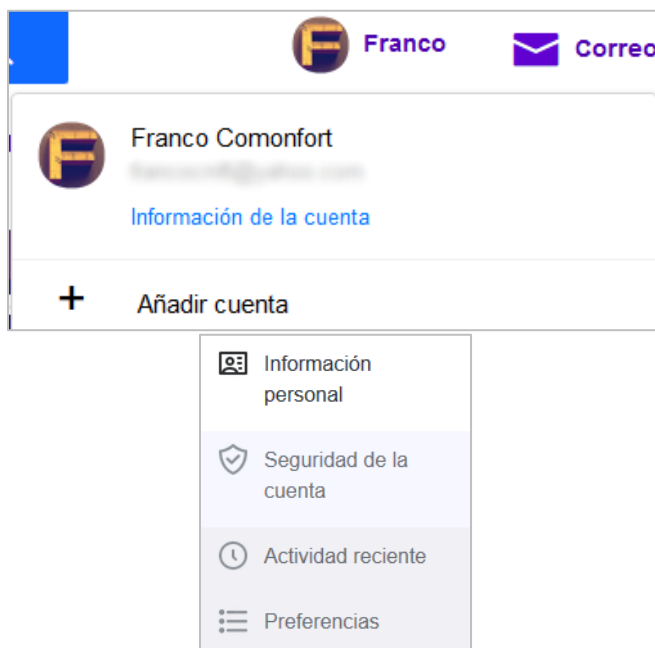 Franco
Correo
Franco Comonfort
Información de la cuenta
+ Añadir cuenta
Información
personal
Seguridad de la
cuenta
Actividad reciente
Preferencias